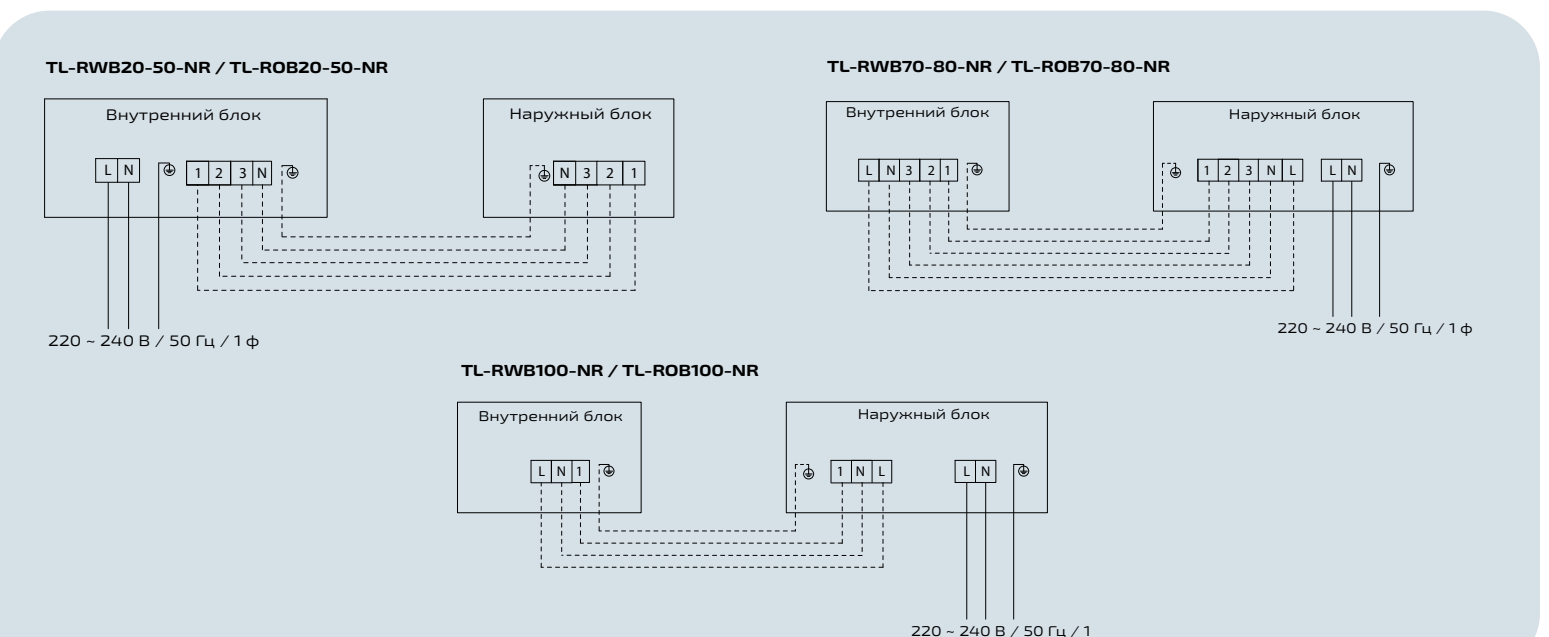 TL-RWB20-50-NR / TL-ROB20-50-NR
Внутренний блок
Наружный блок
L N 1 2 3 N
N 3 2 1
220 ~ 240 В / 50 Гц / 1 ф
TL-RWB70-80-NR / TL-ROB70-80-NR
Внутренний блок
Наружный блок
L N 3 2 1
1 2 3 N L L N
220 ~ 240 В / 50 Гц / 1 ф
TL-RWB100-NR / TL-ROB100-NR
Внутренний блок
Наружный блок
L N 1
1 N L L N
220 ~ 240 В / 50 Гц / 1